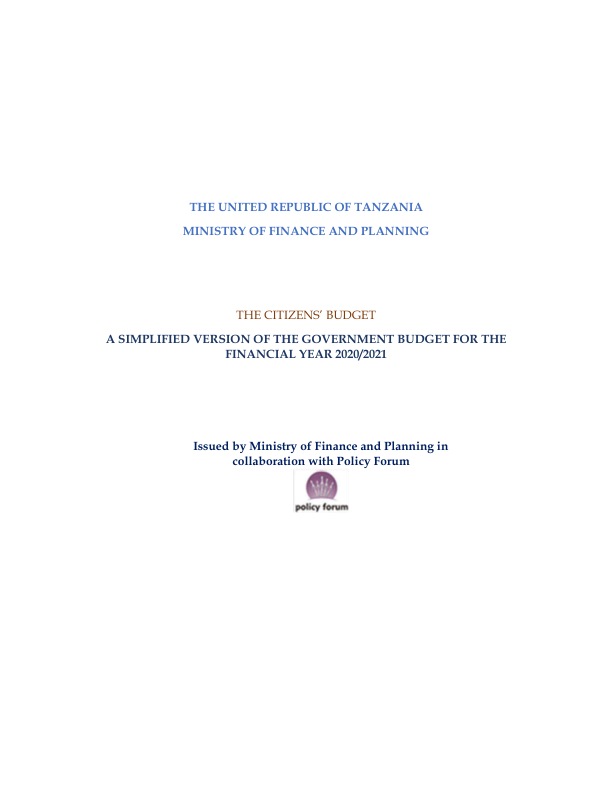 THE UNITED REPUBLIC OF TANZANIA
MINISTRY OF FINANCE AND PLANNING
THE CITIZENS’ BUDGET
A SIMPLIFIED VERSION OF THE GOVERNMENT BUDGET FOR THE
FINANCIAL YEAR 2020/2021
Issued by Ministry of Finance and Planning in
collaboration with Policy Forum
policy forum